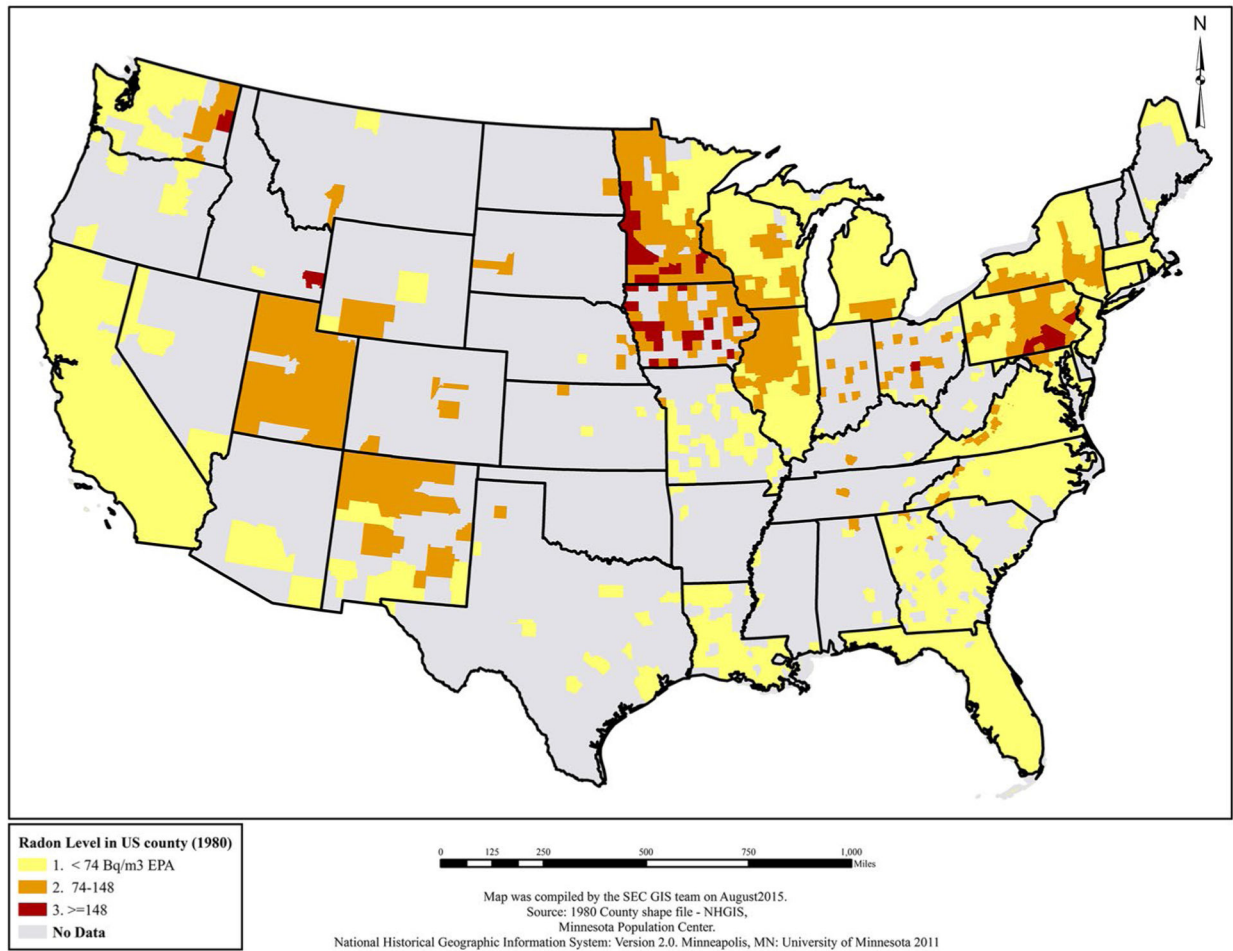 N
Radon Level in US county (1980)
1. < 74 Bq/m3 EPA
2. 74-148
3. >=148
No Data
0 125 250 500 750 1,000
Miles
Map was compiled by the SEC GIS team on August2015.
Source: 1980 County shape file - NHGIS,
Minnesota Population Center.
National Historical Geographic Information System: Version 2.0. Minneapolis, MN: University of Minnesota 2011